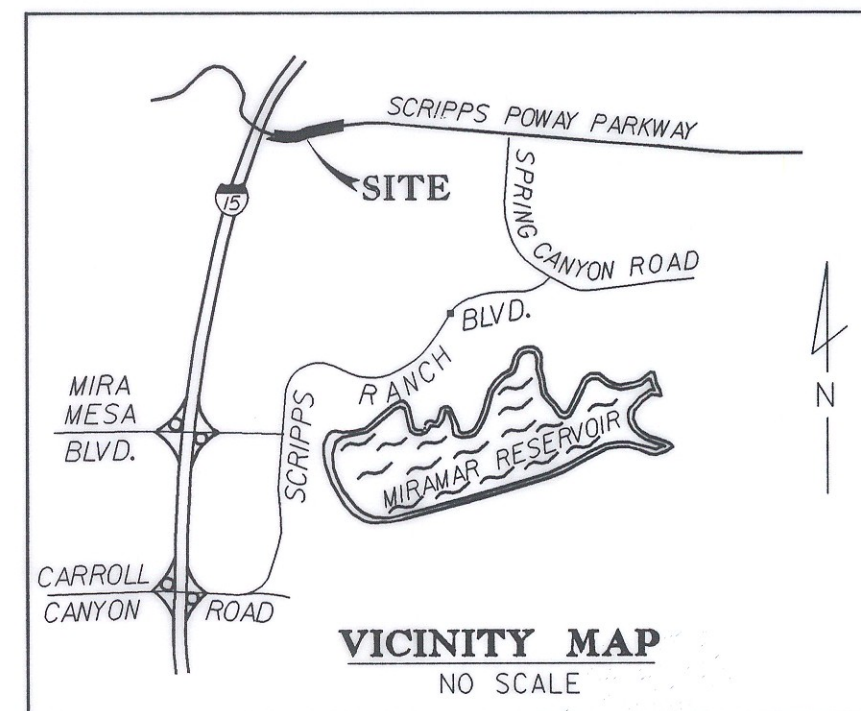 SCRIPPS POWAY PARKWAY
SITE
15
SPRING CANYON ROAD
SCRIPPS RANCH BLVD.
MIRA
MESA
BLVD.
MIRAMAR RESERVOIR
N
CARROLL
CANYON ROAD
VICINITY MAP
NO SCALE